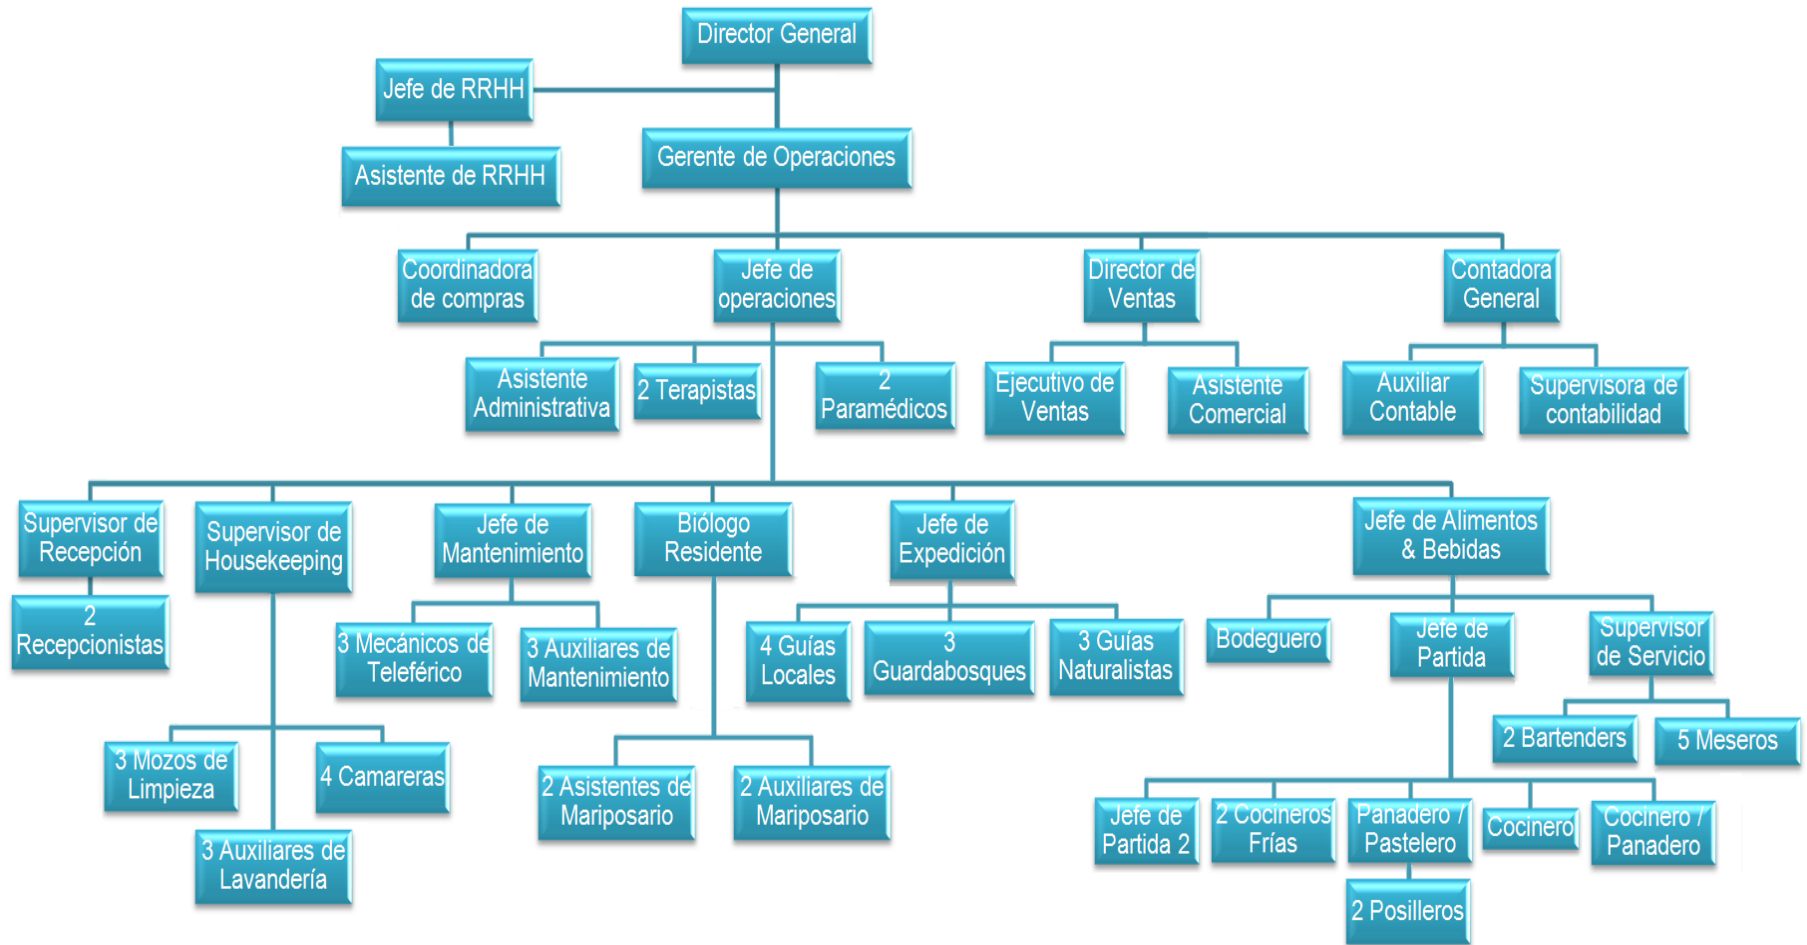 Director General
Jefe de RRHH
Asistente de RRHH
Gerente de Operaciones
Coordinadora
de compras
Jefe de
operaciones
Director de
Ventas
Contadora
General
Asistente
Administrativa
2 Terapistas
2
Paramédicos
Ejecutivo de
Ventas
Asistente
Comercial
Auxiliar
Contable
Supervisora de
contabilidad
Supervisor de
Recepción
Supervisor de
Housekeeping
Jefe de
Mantenimiento
Biólogo
Residente
Jefe de
Expedición
Jefe de Alimentos
& Bebidas
2
Recepcionistas
3 Mecánicos de
Teleférico
3 Auxiliares de
Mantenimiento
4 Guías
Locales
3
Guardabosques
3 Guías
Naturalistas
Bodeguero
Jefe de
Partida
Supervisor
de Servicio
3 Mozos de
Limpieza
4 Camareras
3 Auxiliares de
Lavandería
2 Asistentes de
Mariposario
2 Auxiliares de
Mariposario
2 Bartenders
5 Meseros
Jefe de
Partida 2
2 Cocineros
Frías
Panadero /
Pastelero
Cocinero
Cocinero /
Panadero
2 Posilleros